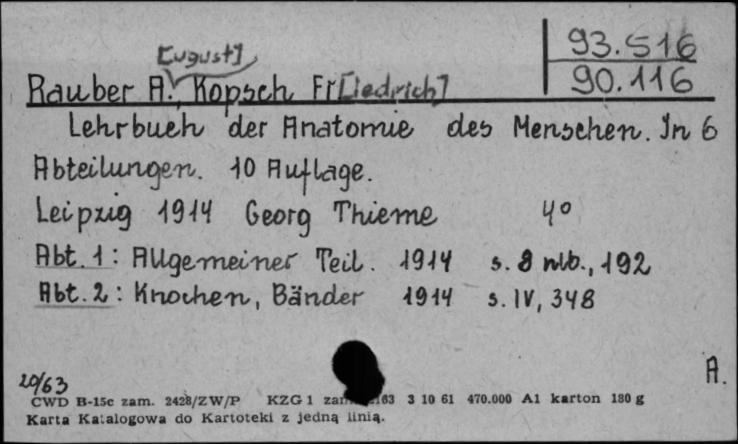 93.516
90.116
[ugust]
Rauber A., Kopsch Fr[iedrich]
Lehrbuch der Anatomie des Menschen. In 6
Abteilungen. 10 Auflage.
Leipzig 1914 Georg Thieme 4°
Abt. 1 : Allgemeiner Teil. 1914 s. 8 nlb., 192
Abt. 2 : Knochen, Bänder 1914 s. IV, 348
A.
20/63
CWD B-15c zam. 2428/ZW/P KZG 1 3 10 61 470.000 A1 karton 180 g
Karta Katalogowa do Kartoteki z jedną linią.